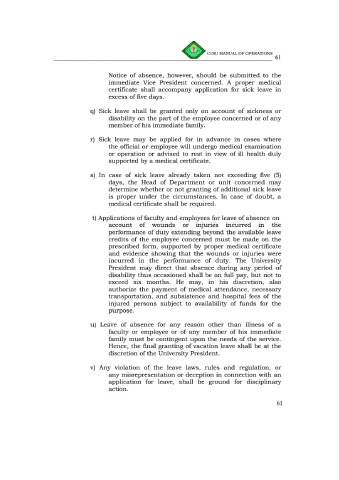 CvSU MANUAL OF OPERATIONS
61
Notice of absence, however, should be submitted to the
immediate Vice President concerned. A proper medical
certificate shall accompany application for sick leave in
excess of five days.
q) Sick leave shall be granted only on account of sickness or
disability on the part of the employee concerned or of any
member of his immediate family.
r) Sick leave may be applied for in advance in cases where
the official or employee will undergo medical examination
or operation or advised to rest in view of ill health duly
supported by a medical certificate.
s) In case of sick leave already taken not exceeding five (5)
days, the Head of Department or unit concerned may
determine whether or not granting of additional sick leave
is proper under the circumstances. In case of doubt, a
medical certificate shall be required.
t) Applications of faculty and employees for leave of absence on
account of wounds or injuries incurred in the
performance of duty extending beyond the available leave
credits of the employee concerned must be made on the
prescribed form, supported by proper medical certificate
and evidence showing that the wounds or injuries were
incurred in the performance of duty. The University
President may direct that absence during any period of
disability thus occasioned shall be on full pay, but not to
exceed six months. He may, in his discretion, also
authorize the payment of medical attendance, necessary
transportation, and subsistence and hospital fees of the
injured persons subject to availability of funds for the
purpose.
u) Leave of absence for any reason other than illness of a
faculty or employee or of any member of his immediate
family must be contingent upon the needs of the service.
Hence, the final granting of vacation leave shall be at the
discretion of the University President.
v) Any violation of the leave laws, rules and regulation, or
any misrepresentation or deception in connection with an
application for leave, shall be ground for disciplinary
action.
61